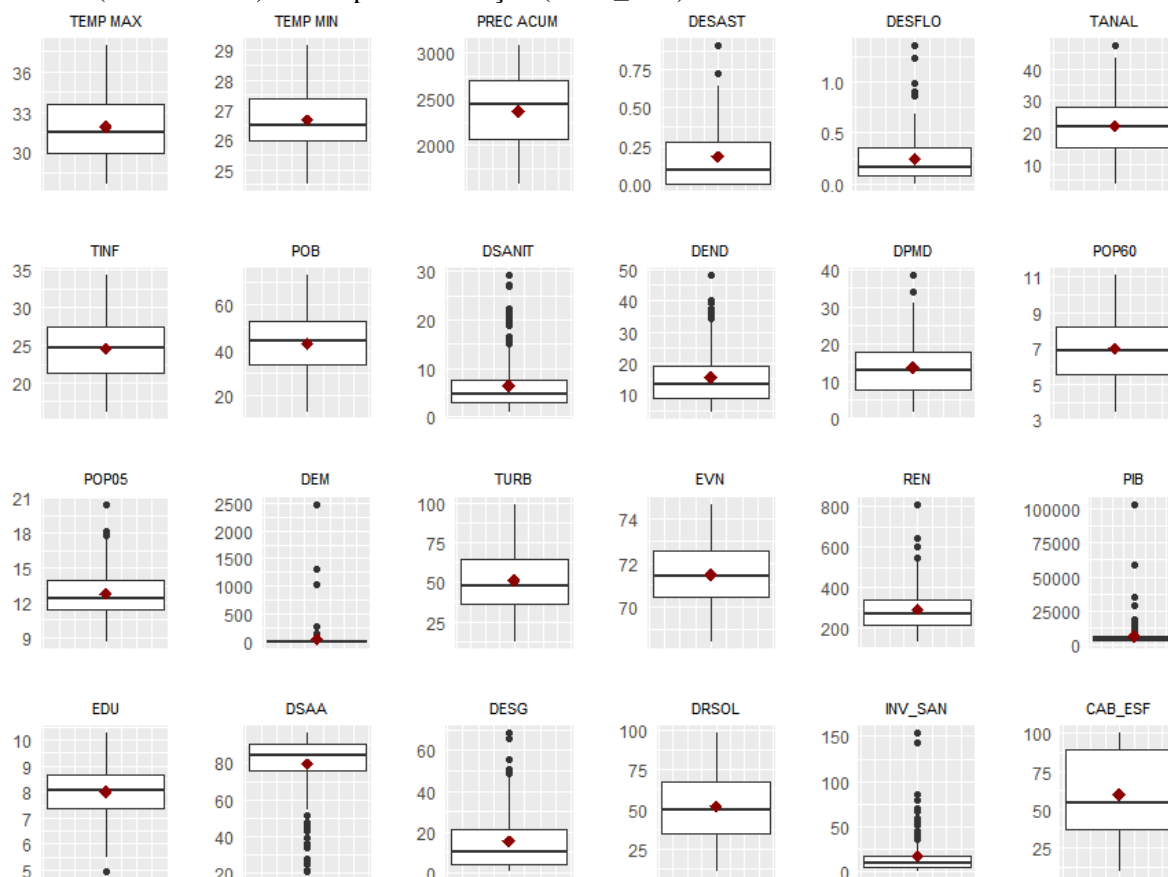 TEMP MAX TEMP MIN PREC ACUM DESAST DESFLO TANAL
36 33 30
29 28 27 26 25
3000 2500 2000
0.75 0.50 0.25 0.00
1.0 0.5 0.0
40 30 20 10
TINF POB DSANIT DEND DPMD POP60
35 30 25 20
60 40 20
30 20 10 0
50 40 30 20 10
40 30 20 10 0
11 9 7 5 3
POP05 DEM TURB EVN REN PIB
21 18 15 12 9
2500 2000 1500 1000 500 0
100 75 50 25
74 72 70
800 600 400 200
100000 75000 50000 25000 0
EDU DSAA DESG DRSOL INV_SAN CAB_ESF
10 9 8 7 6 5
80 60 40 20
60 40 20 0
100 75 50 25
150 100 50 0
100 75 50 25